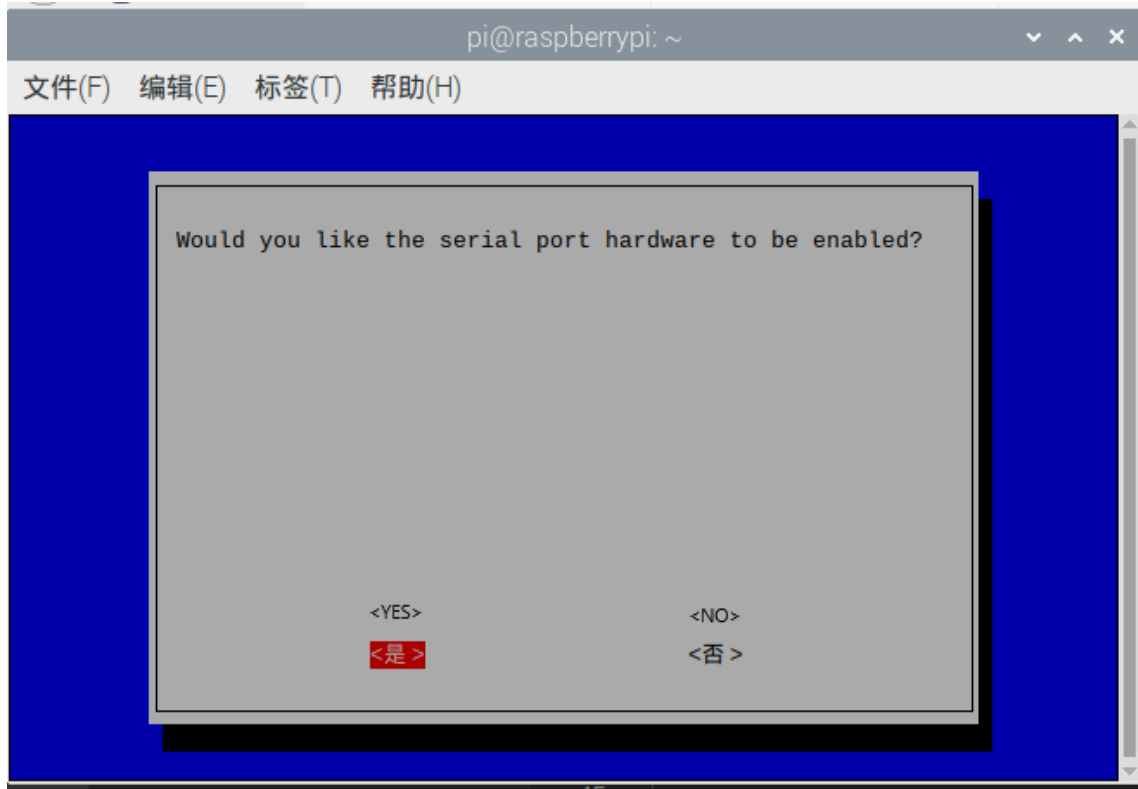 pi@raspberrypi: ~
文件(F) 编辑(E) 标签(T) 帮助(H)
Would you like the serial port hardware to be enabled?
<YES> <NO>
<是> <否>